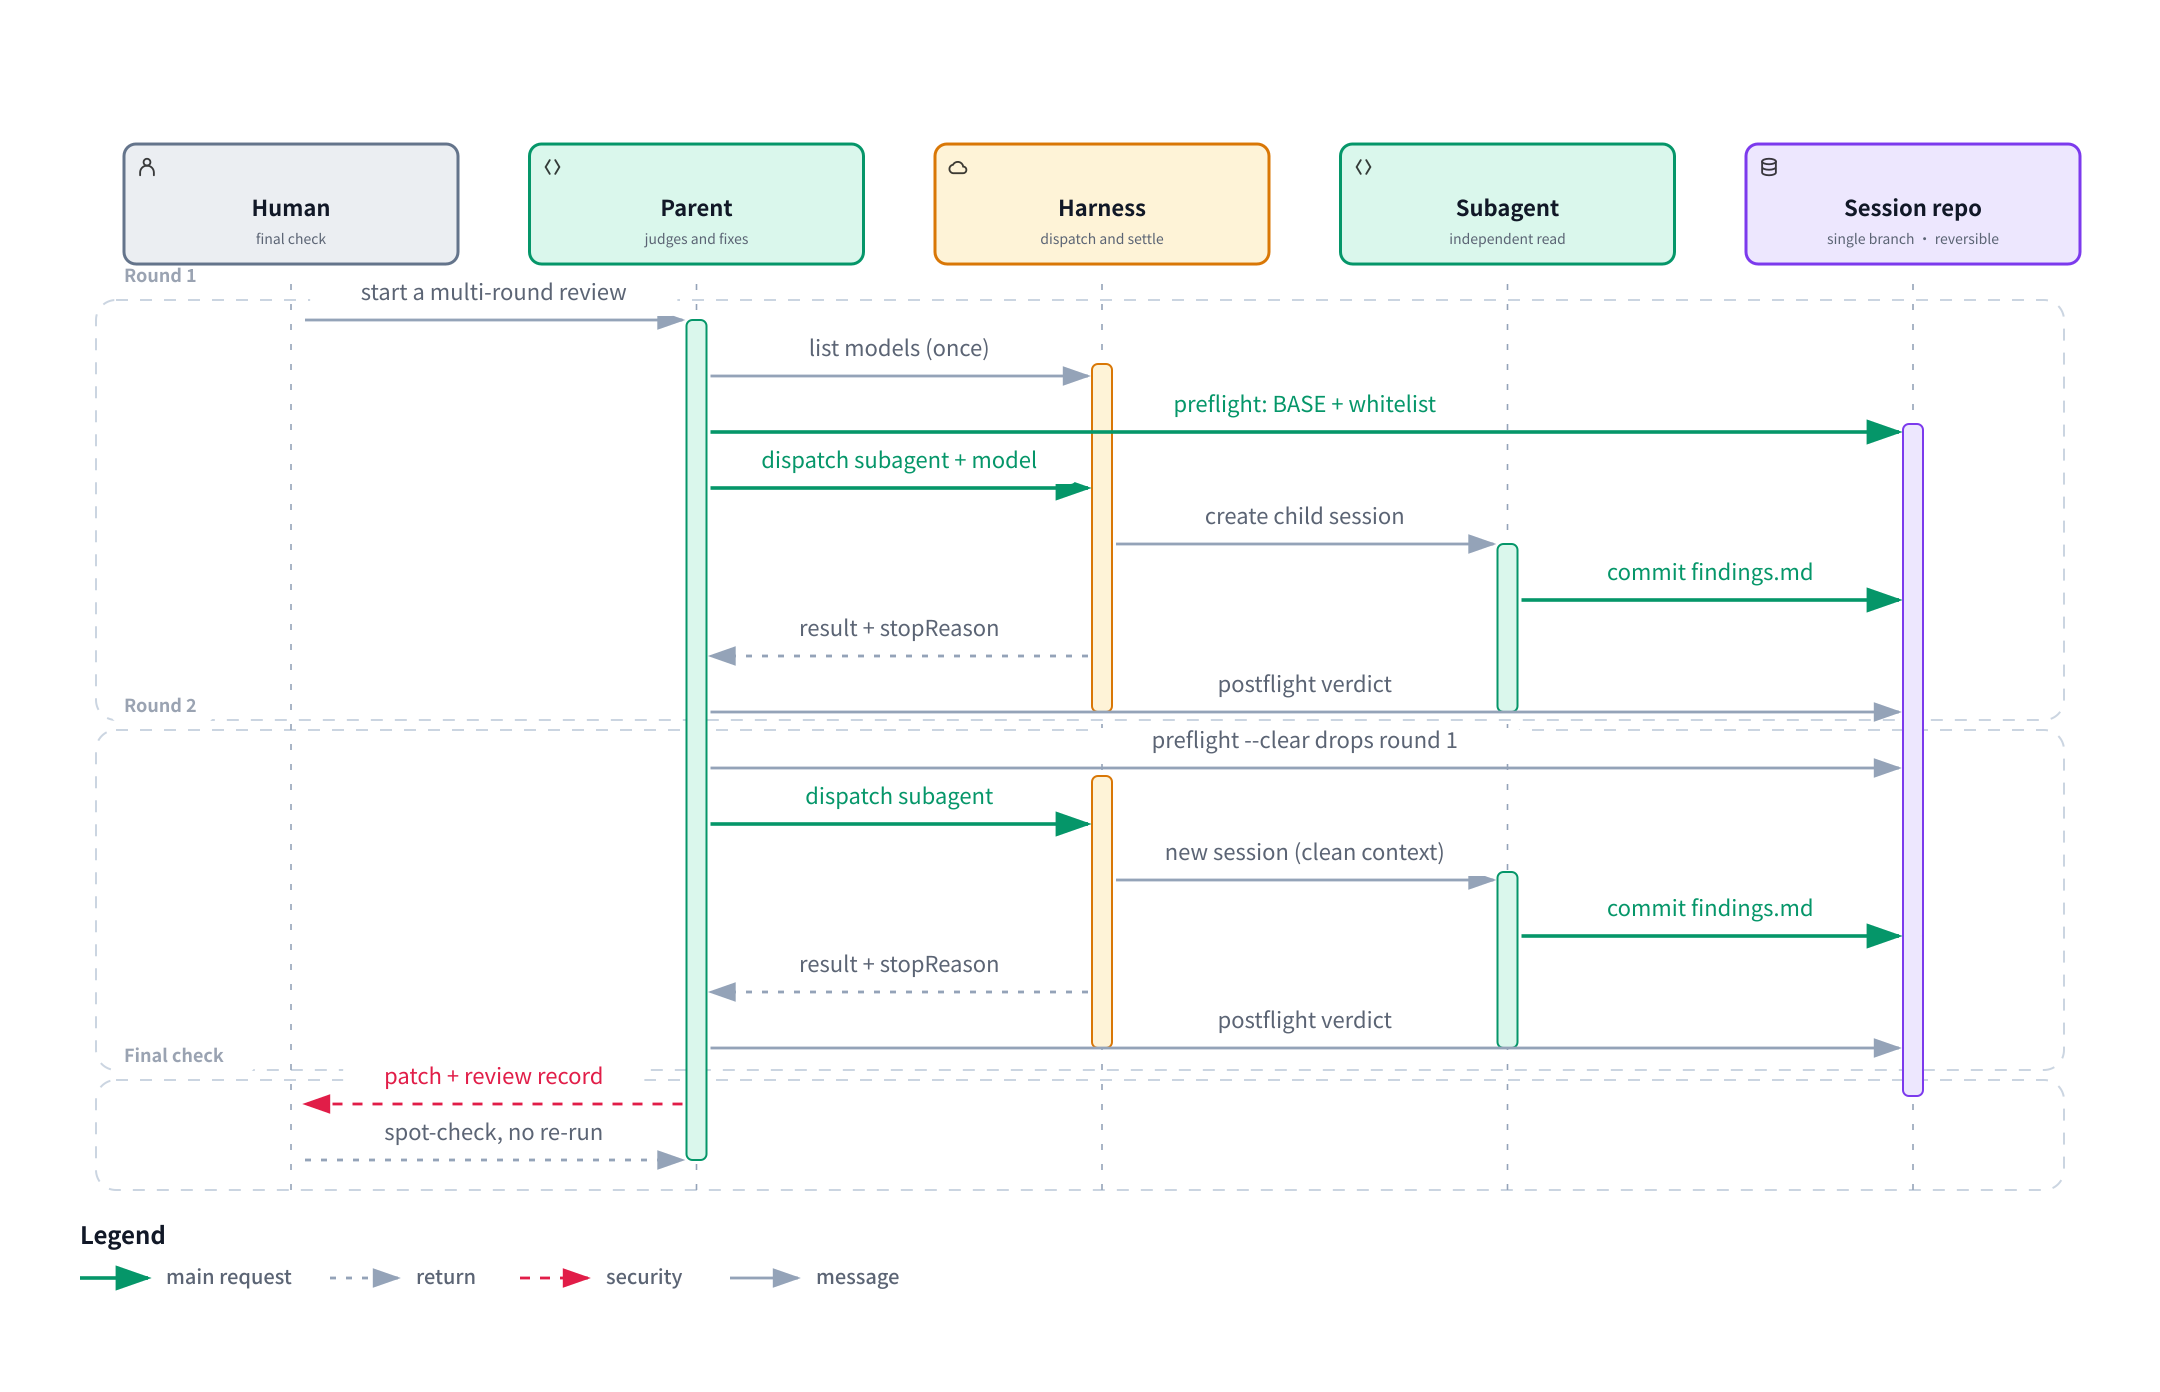 Human
final check
Parent
judges and fixes
Harness
dispatch and settle
Subagent
independent read
Session repo
single branch • reversible
Round 1
start a multi-round review
list models (once)
preflight: BASE + whitelist
dispatch subagent + model
create child session
commit findings.md
result + stopReason
postflight verdict
Round 2
preflight --clear drops round 1
dispatch subagent
new session (clean context)
commit findings.md
result + stopReason
postflight verdict
Final check
patch + review record
spot-check, no re-run
Legend
main request
return
security
message